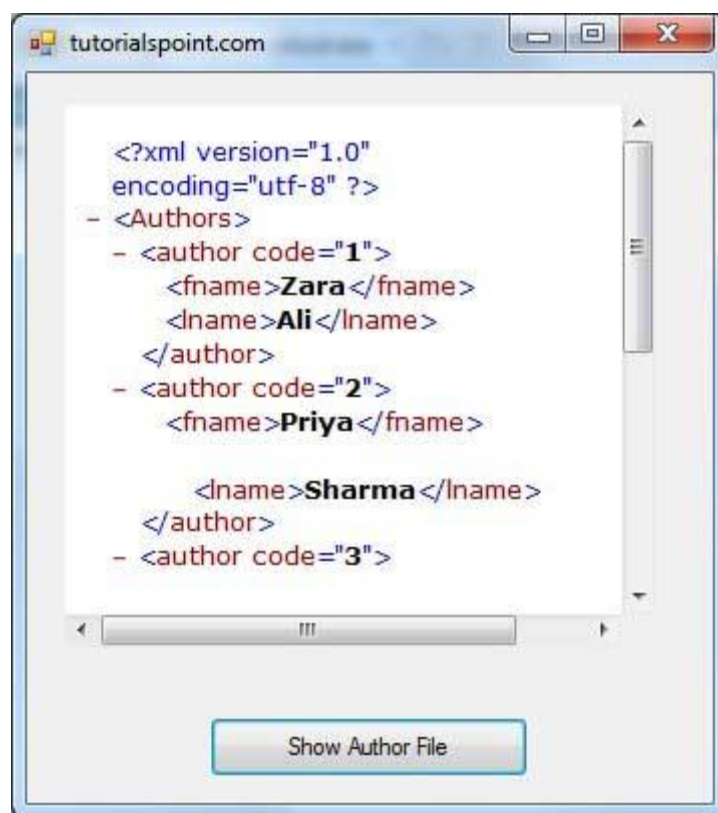 tutorialspoint.com
<?xml version="1.0"
encoding="utf-8" ?>
– <Authors>
– <author code="1">
<fname>Zara</fname>
<lname>Ali</lname>
</author>
– <author code="2">
<fname>Priya</fname>
<lname>Sharma</lname>
</author>
– <author code="3">
Show Author File